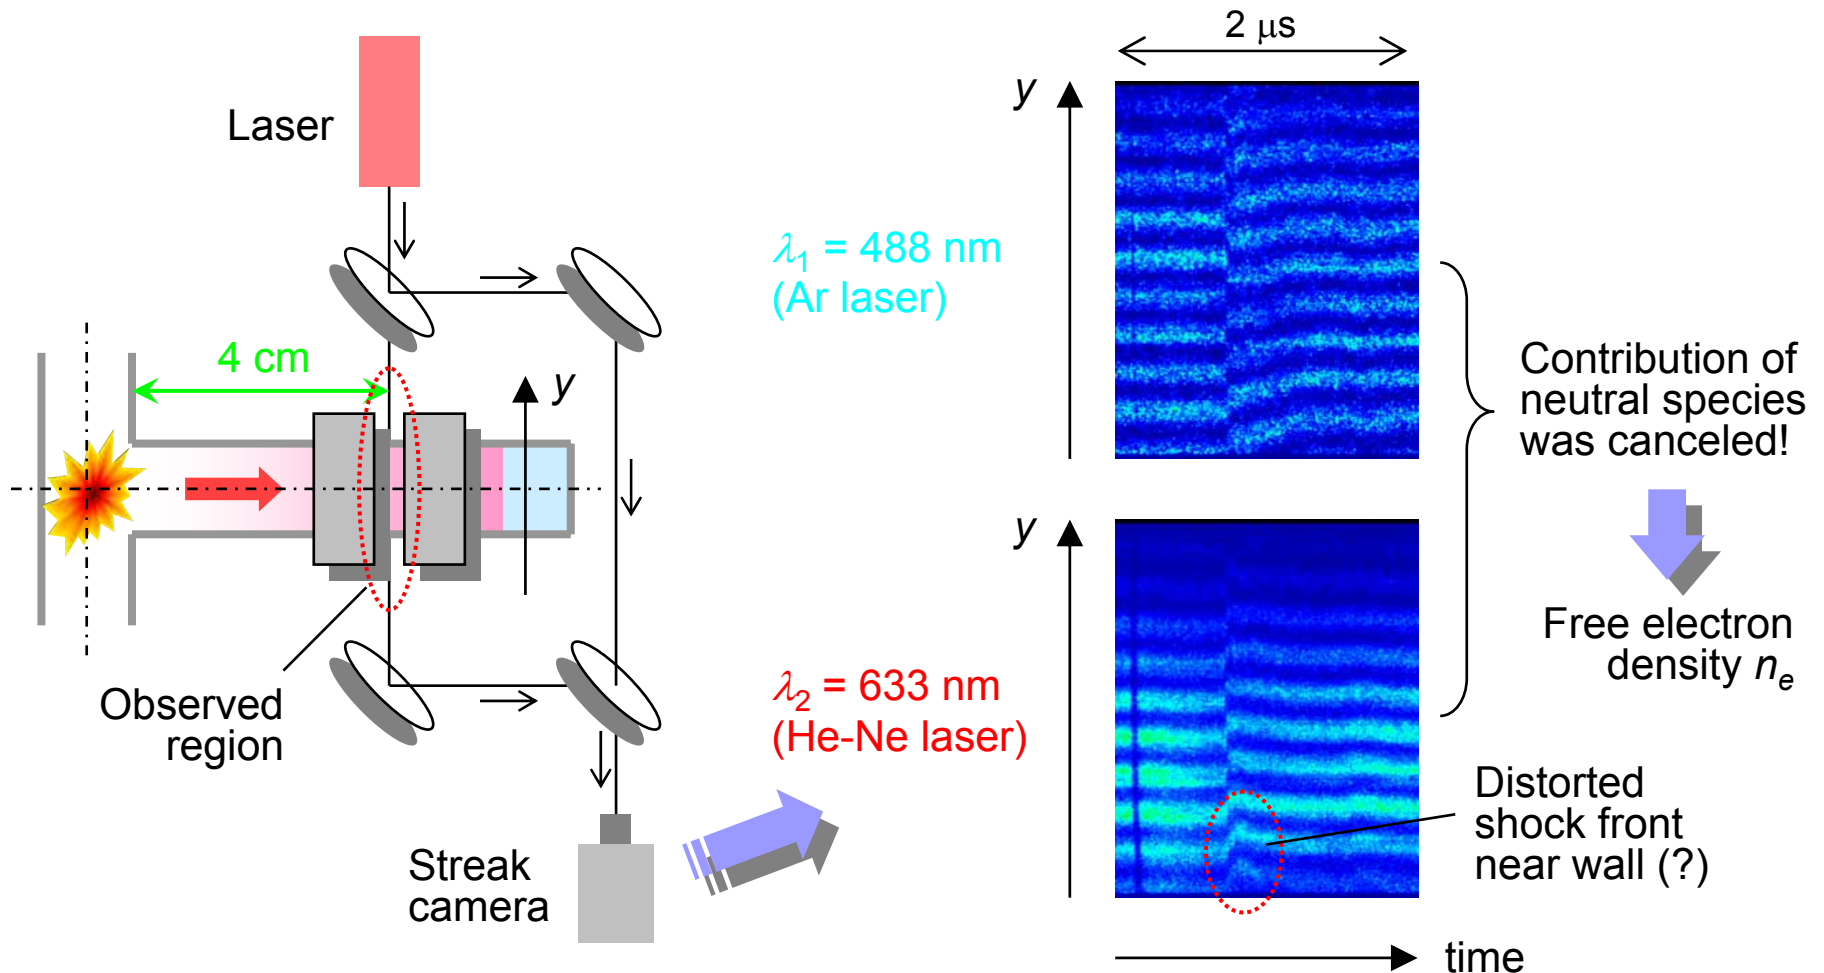 Laser
4 cm
y
Observed
region
Streak
camera
λ1 = 488 nm
(Ar laser)
λ2 = 633 nm
(He-Ne laser)
2 μs
y
y
time
Contribution of
neutral species
was canceled!
Free electron
density ne
Distorted
shock front
near wall (?)